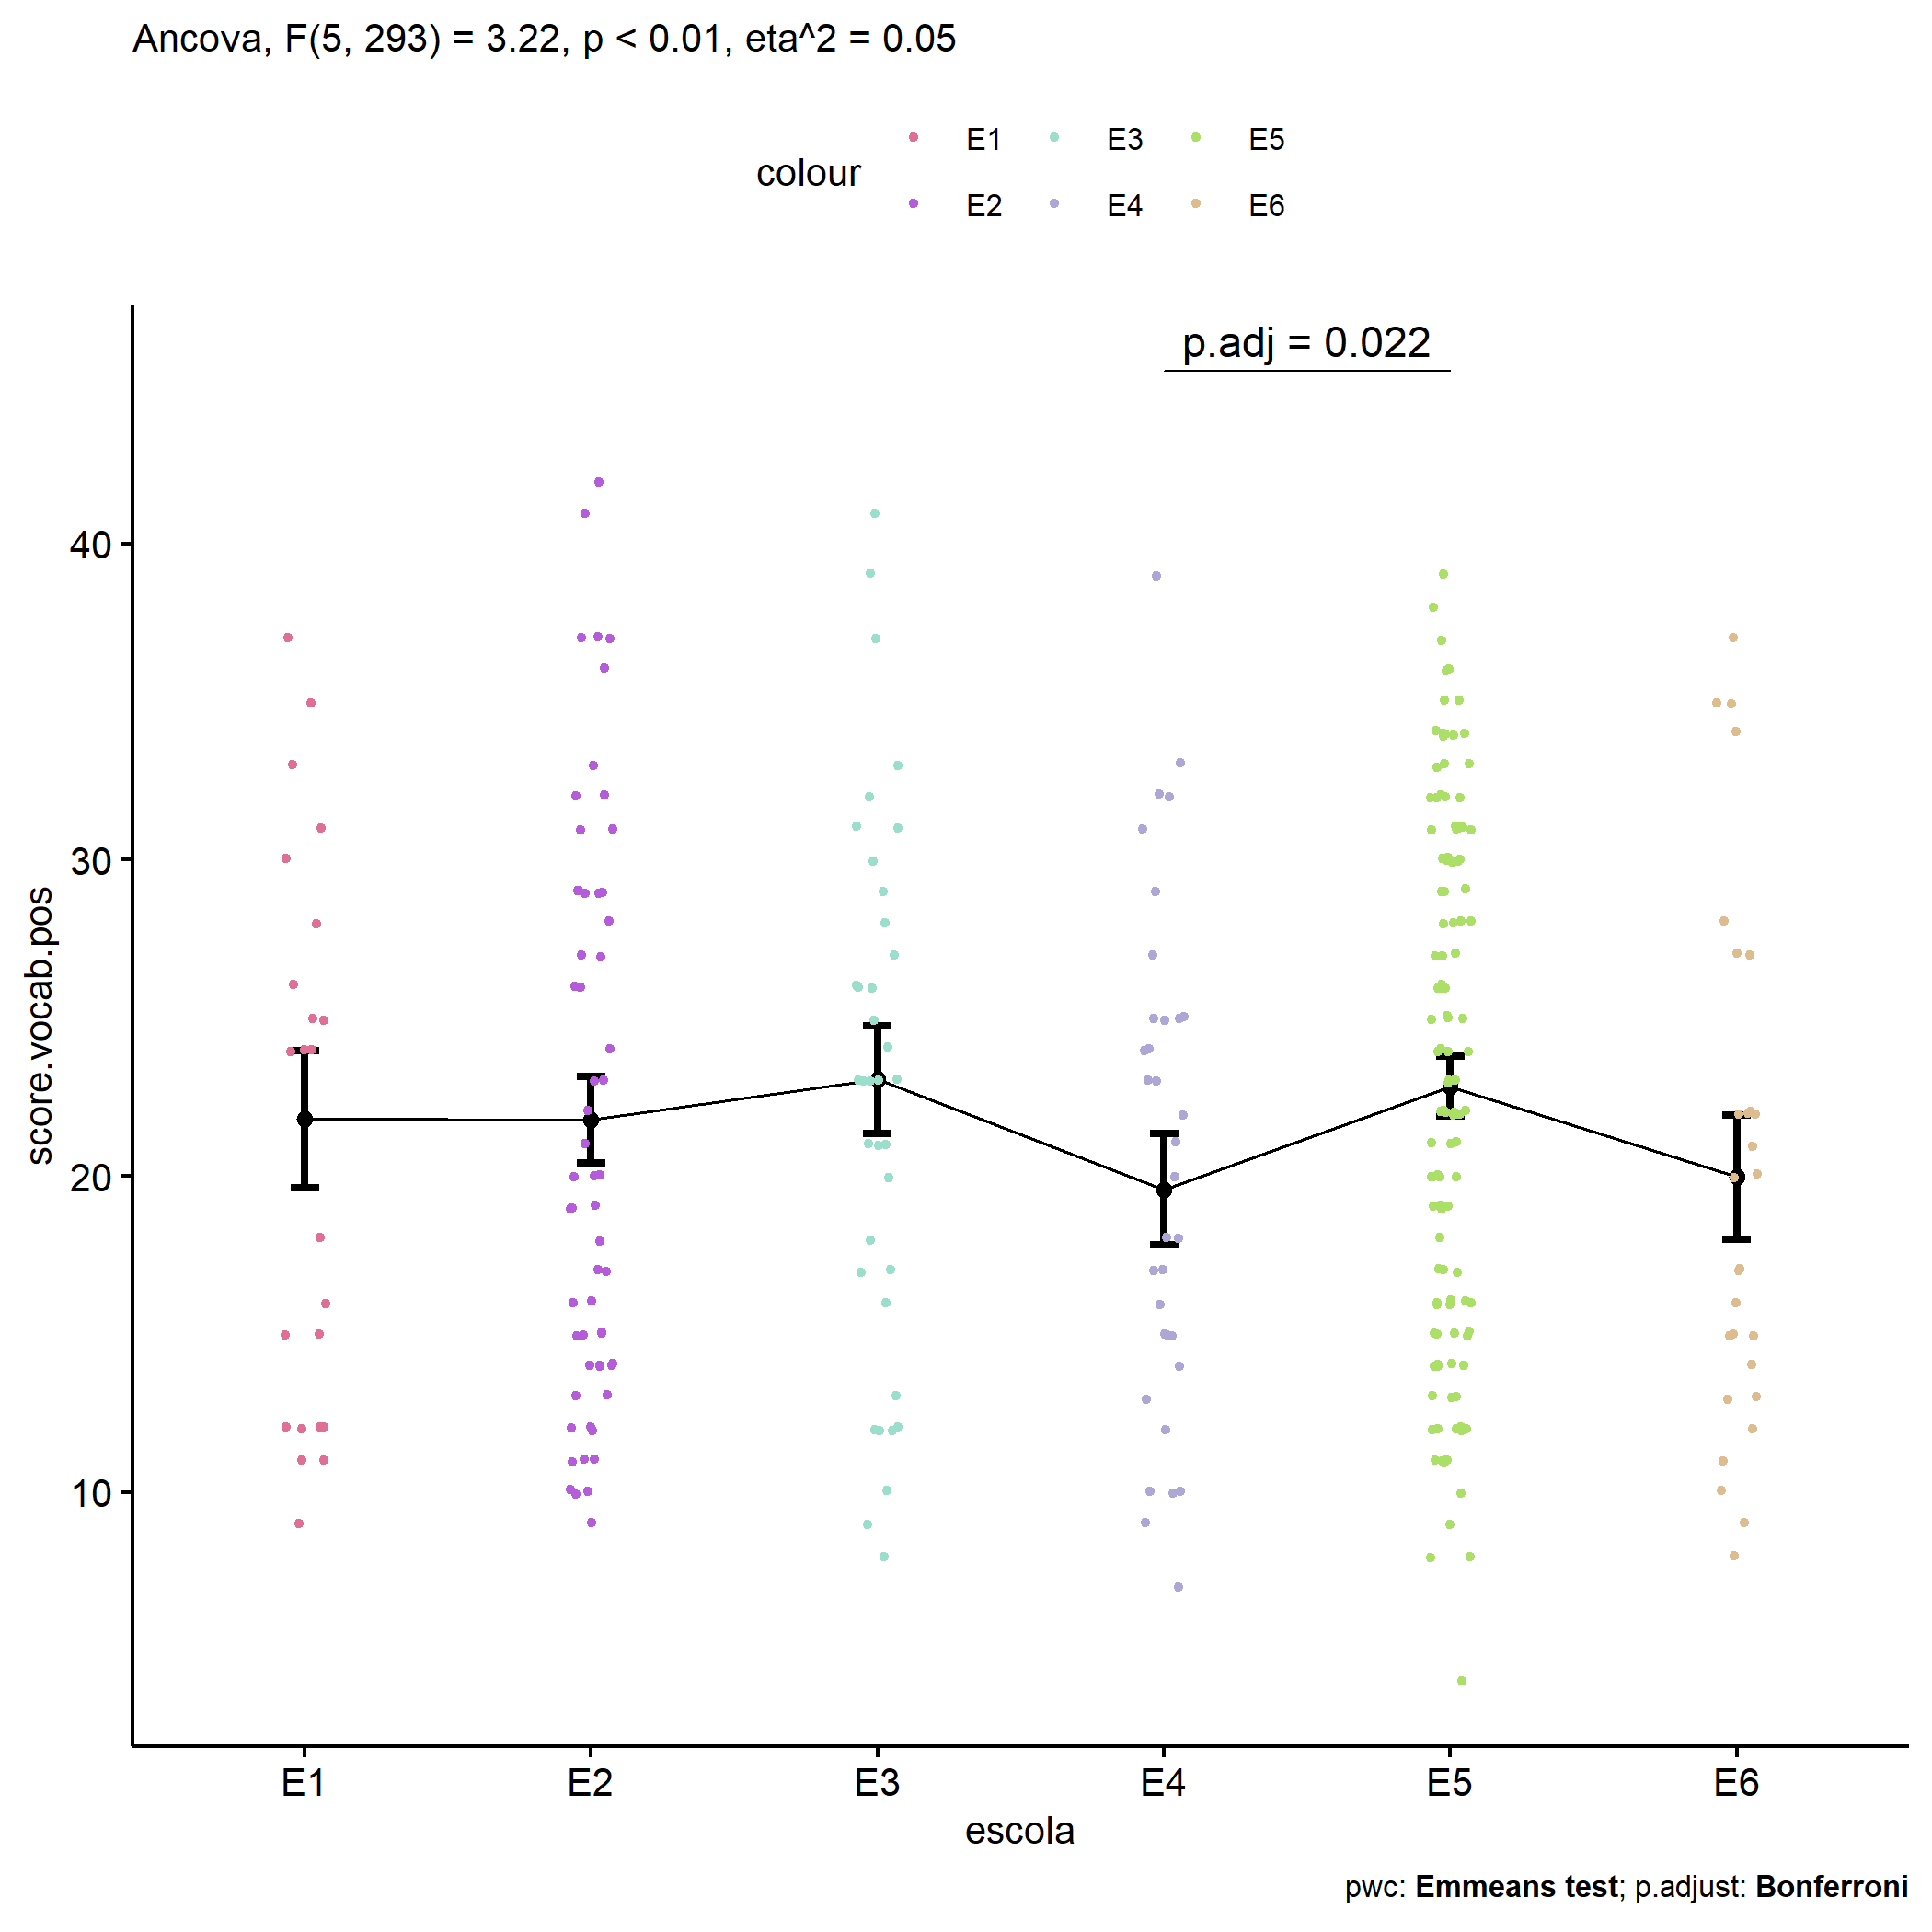 Ancova, F(5, 293) = 3.22, p < 0.01, eta^2 = 0.05
colour
E1 E3 E5
E2 E4 E6
p.adj = 0.022
score.vocab.pos
40
30
20
10
E1 E2 E3 E4 E5 E6
escola
pwc: Emmeans test; p.adjust: Bonferroni